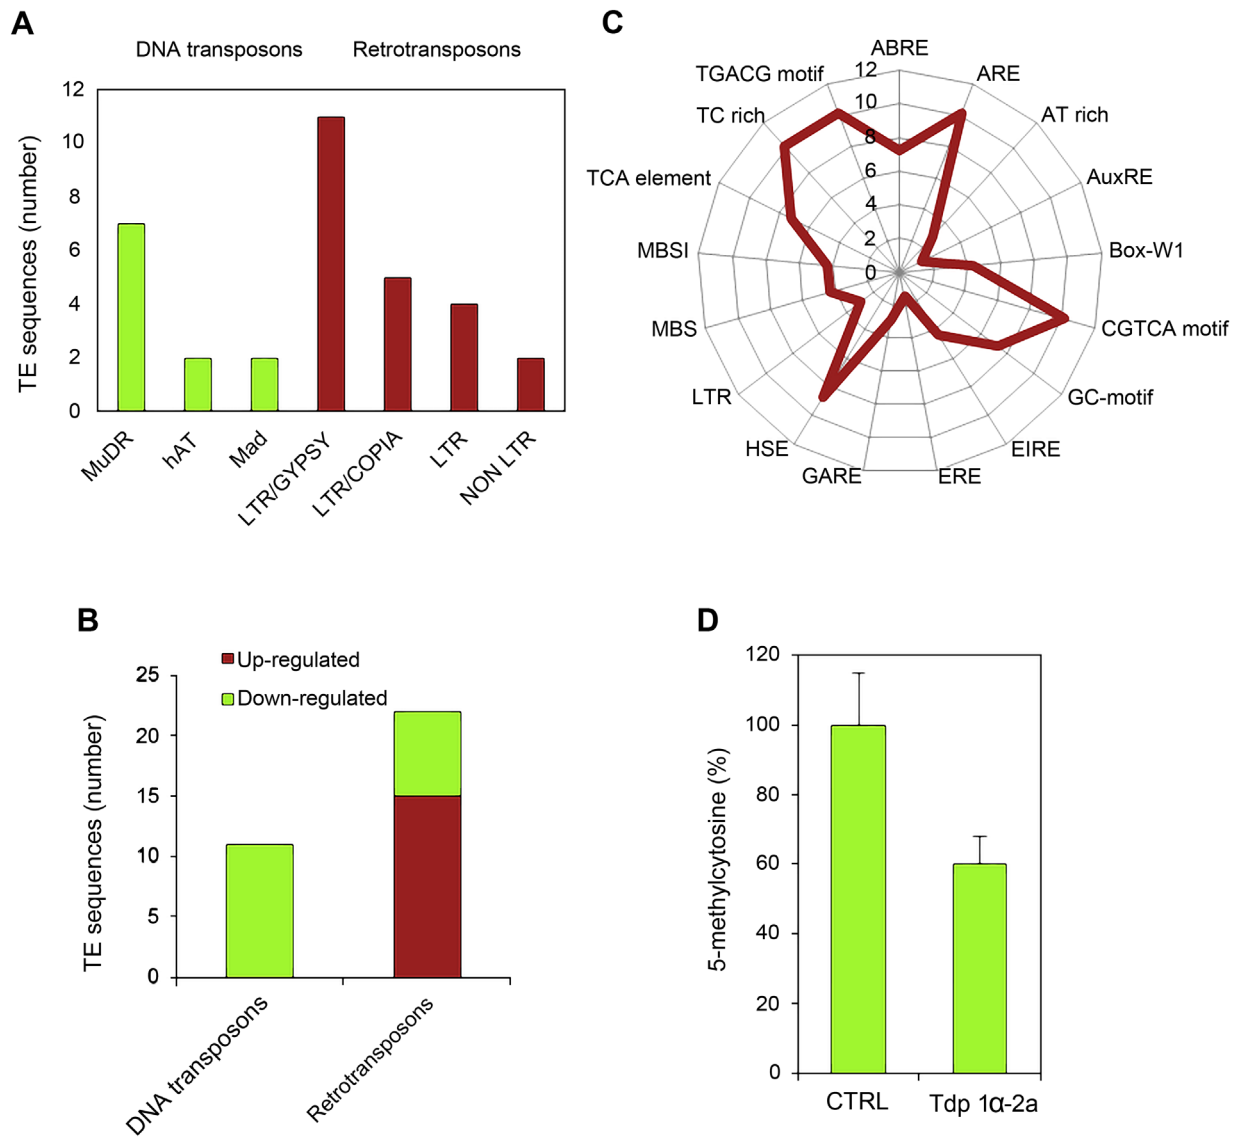 A
DNA transposons
Retrotransposons
TE sequences (number)
12
10
8
6
4
2
0
MuDR
hAT
Mad
LTR/GYPSY
LTR/COPIA
LTR
NON LTR
C
ABRE
ARE
AT rich
AuxRE
Box-W1
CGTCA motif
GC-motif
EIRE
ERE
GARE
HSE
LTR
MBS
MBSI
TCA element
TC rich
TGACG motif
12
10
8
6
4
2
0
B
Up-regulated
Down-regulated
TE sequences (number)
25
20
15
10
5
0
DNA transposons
Retrotransposons
D
5-methylcytosine (%)
120
100
80
60
40
20
0
CTRL
Tdp 1α-2a